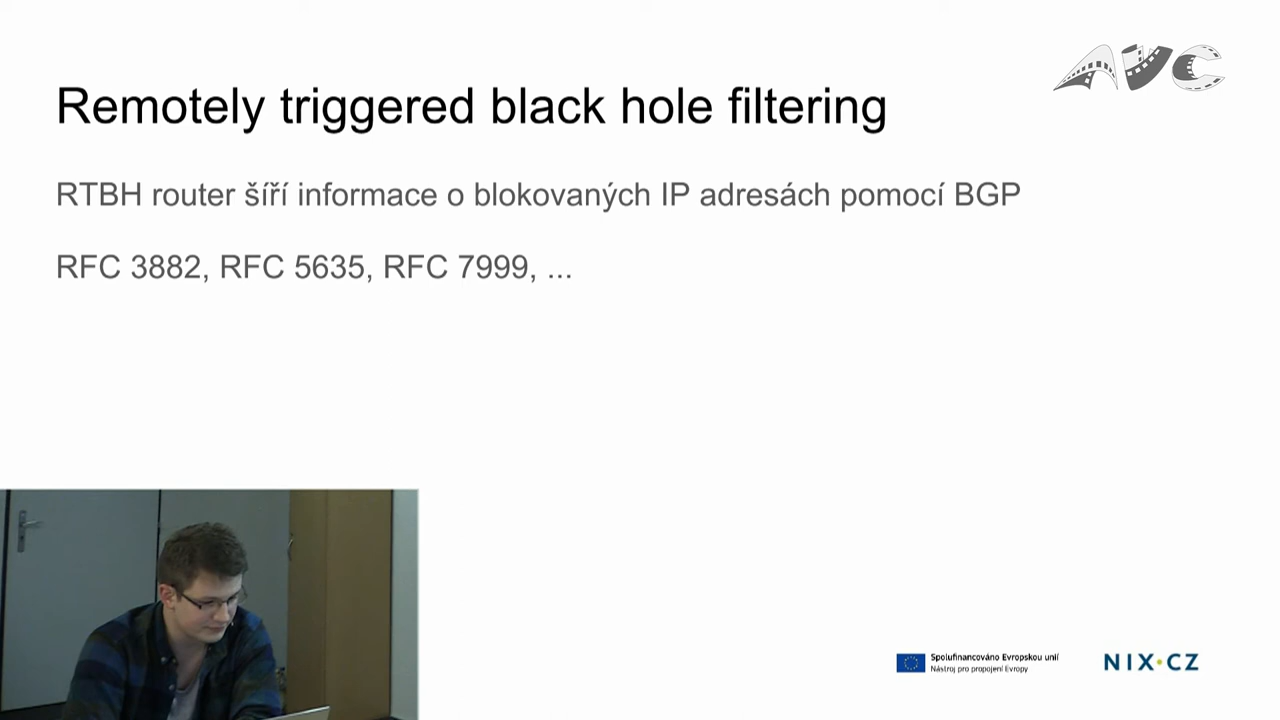 AVC
Remotely triggered black hole filtering
RTBH router šíří informace o blokovaných IP adresách pomocí BGP
RFC 3882, RFC 5635, RFC 7999, ...
Spolufinancováno Evropskou unií
Nástroj pro propojení Evropy
NIX·CZ